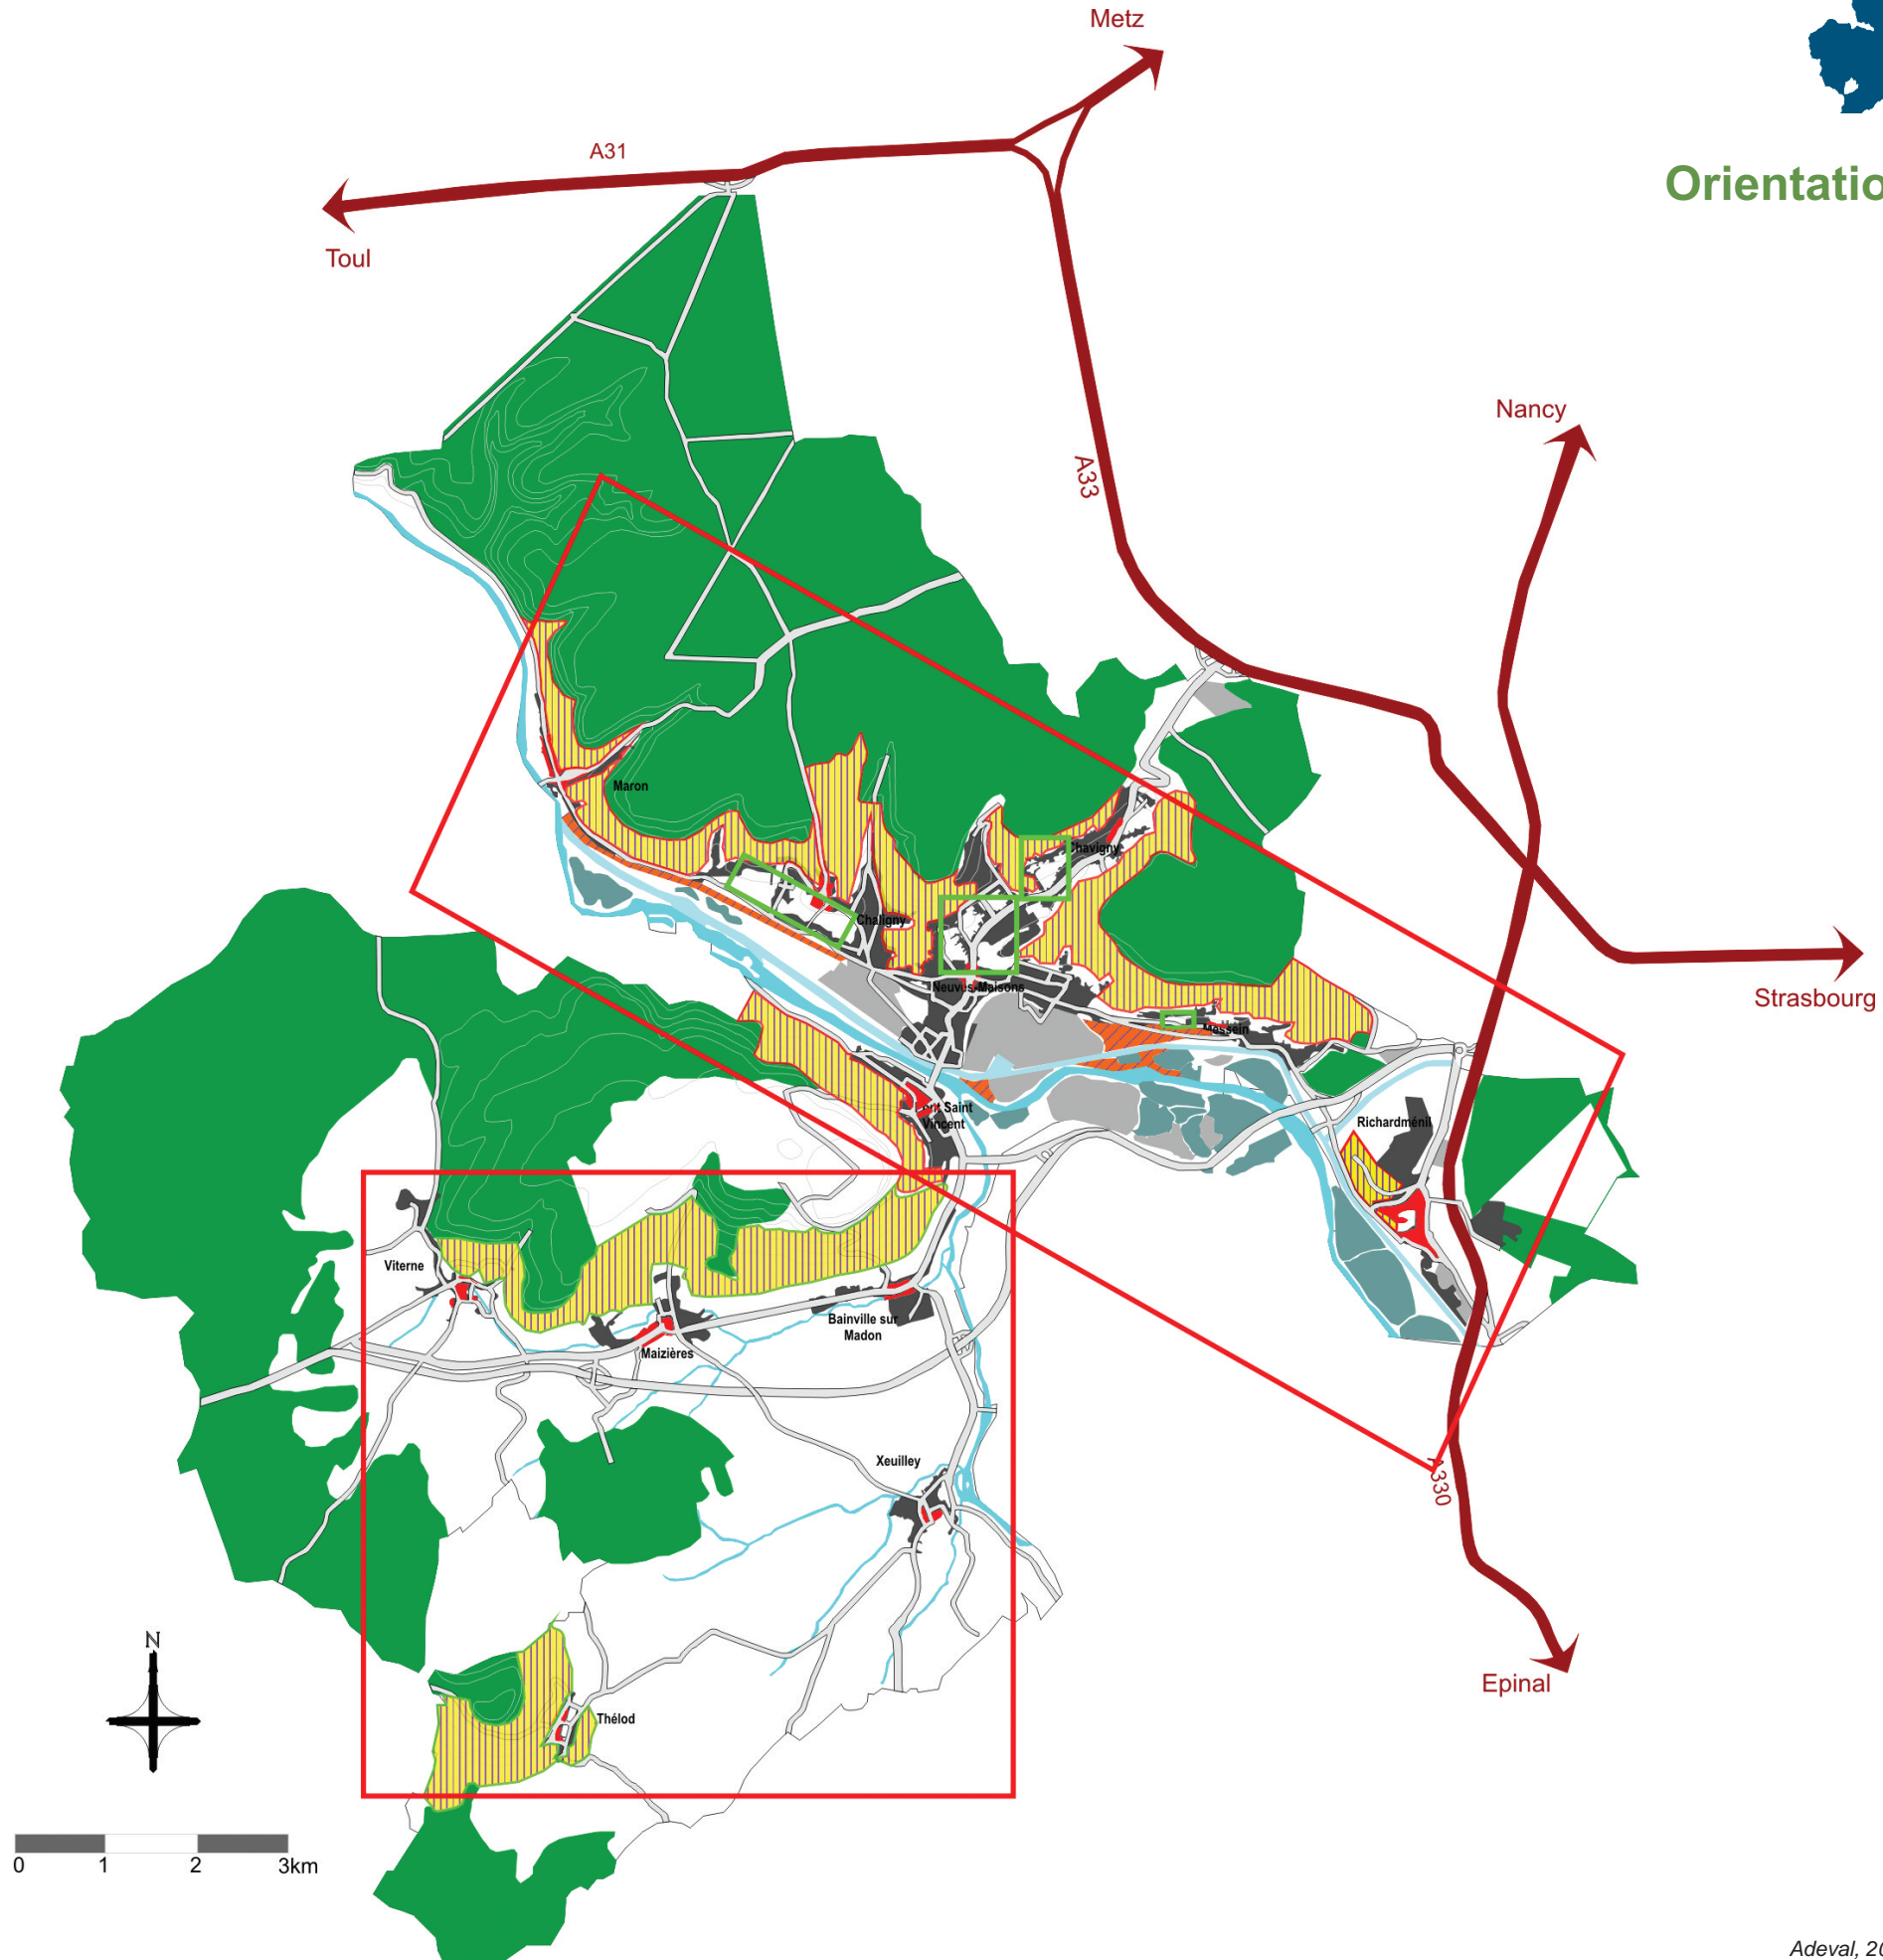 Metz
A31
Orientatio
Toul
Nancy
A33
Maron
Chavigny
Chaligny
Neuves-Maisons
Strasbourg
Messein
Pont Saint
Vincent
Richardménil
Viterne
Bainville sur
Madon
Maizières
Xeuilley
A330
N
Epinal
Thélod
0 1 2 3km
Adeval, 20